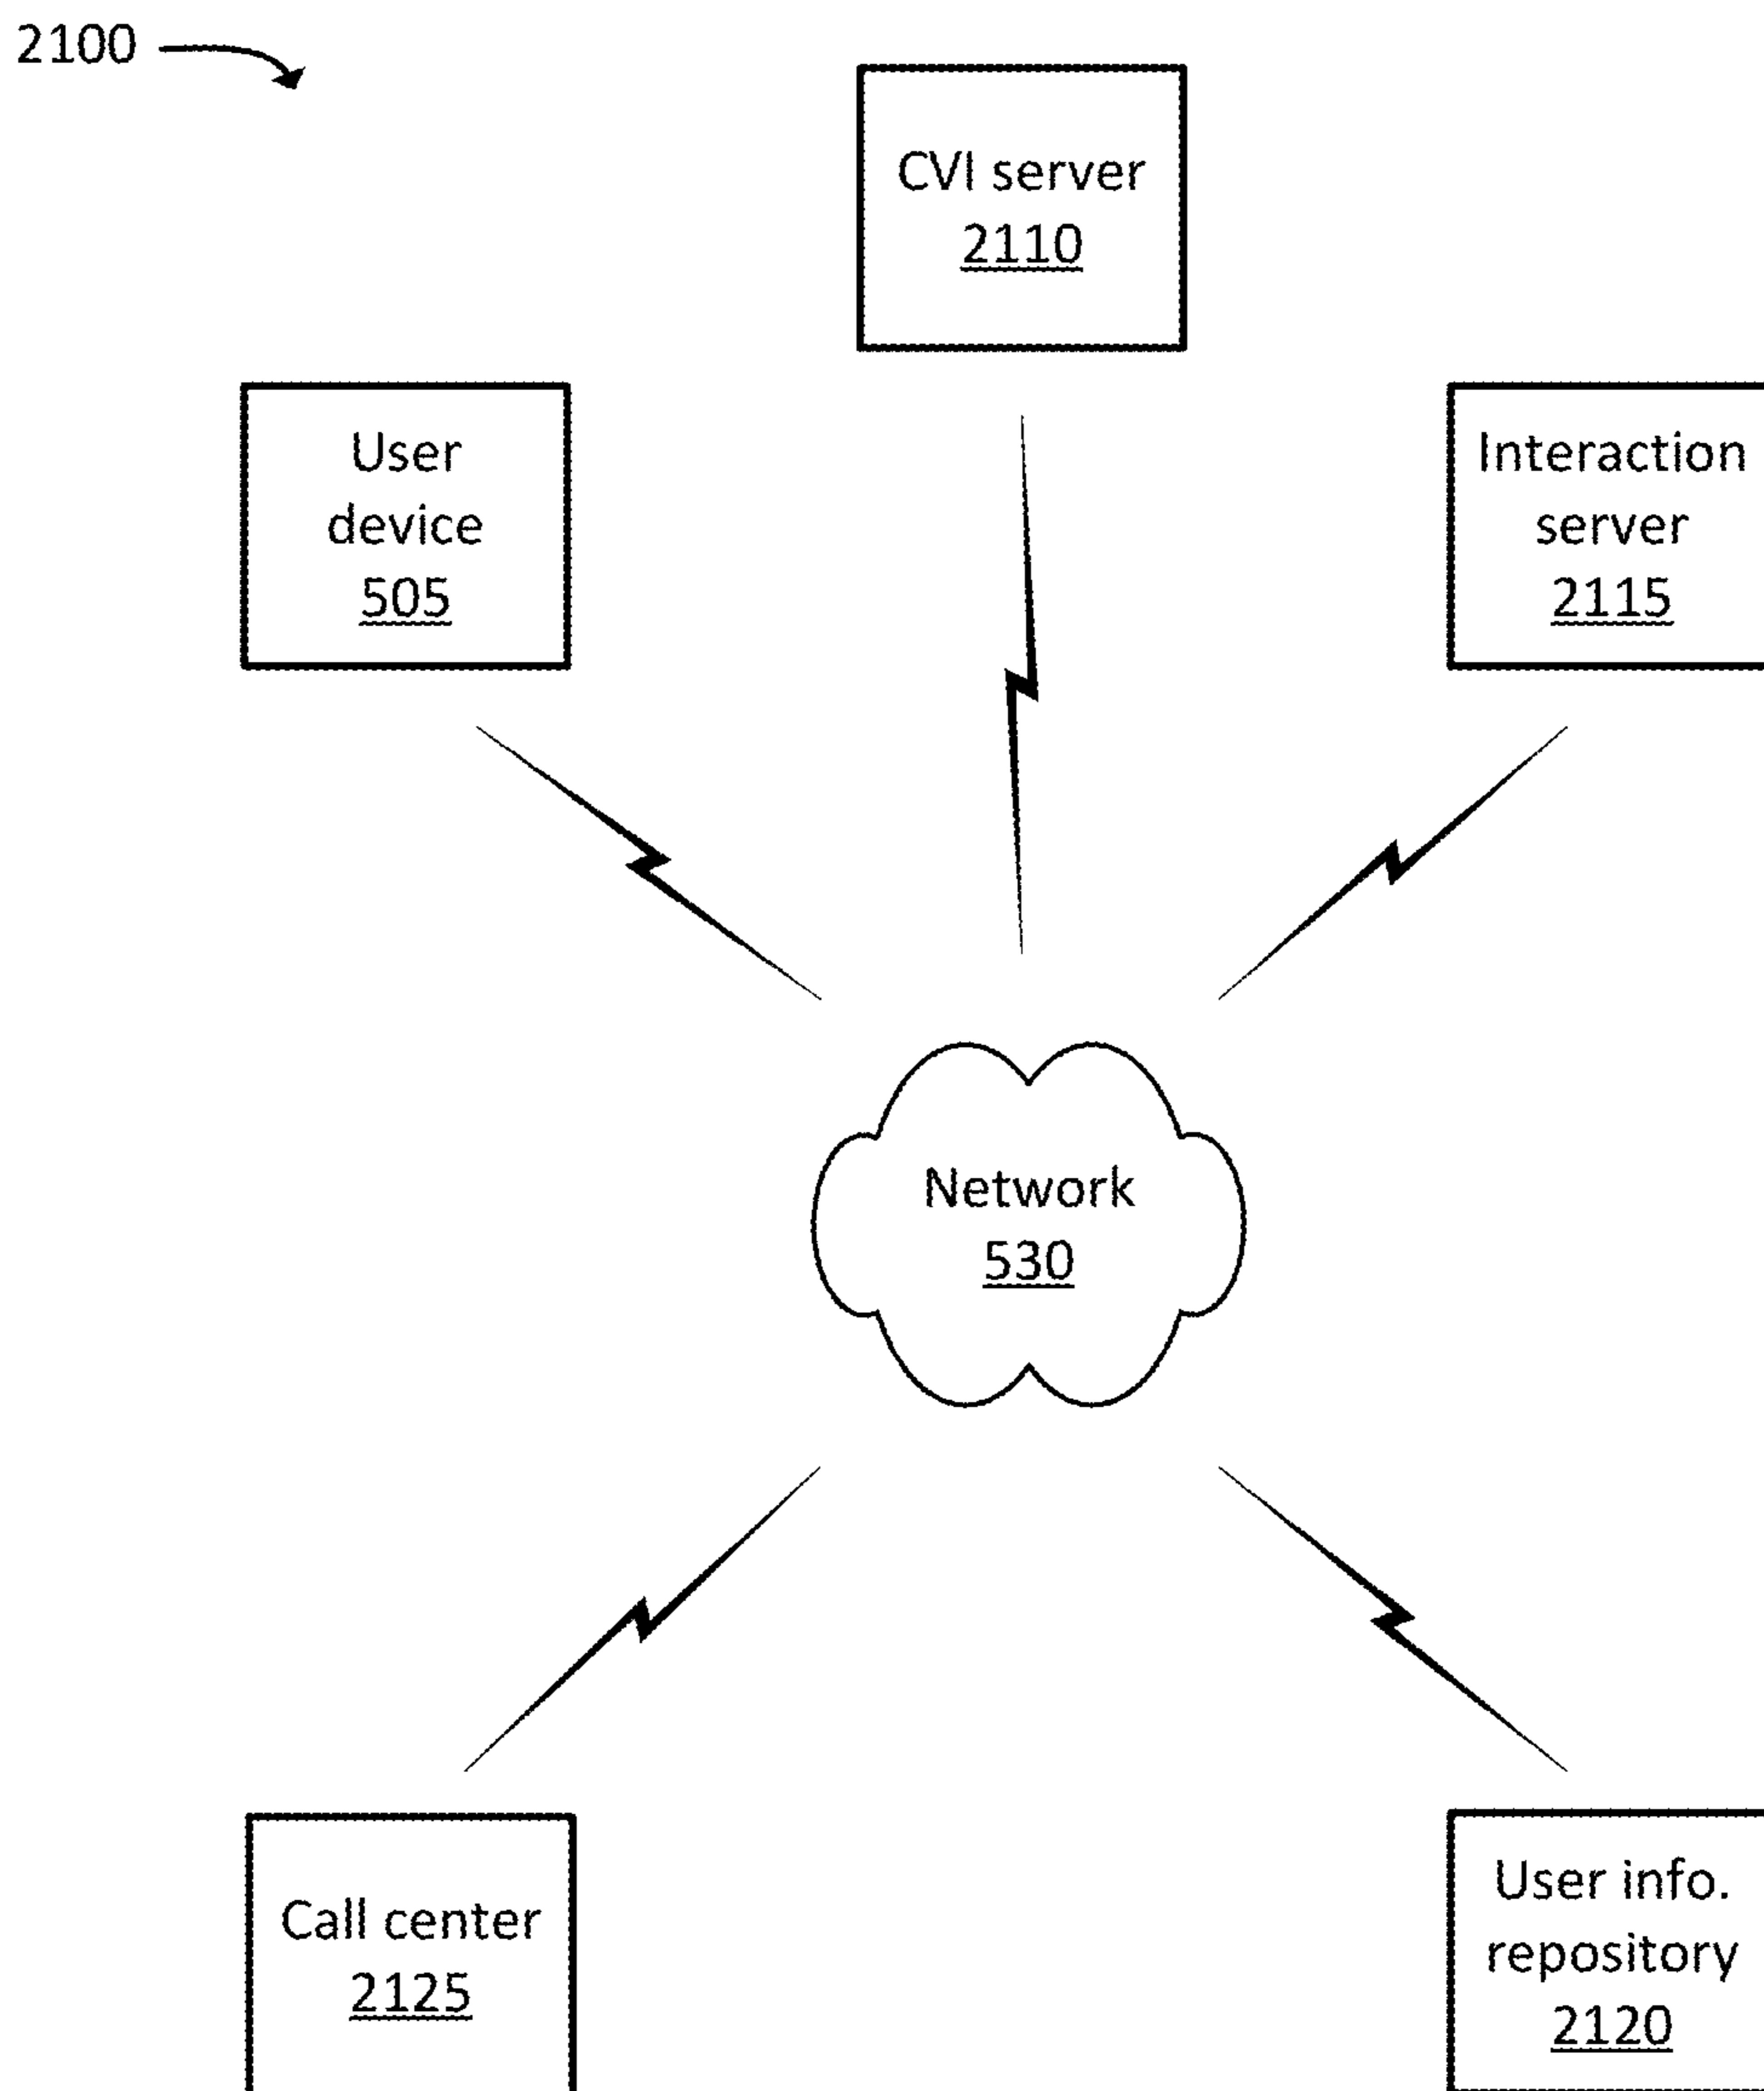 2100
CVI server
2110
User
device
505
Interaction
server
2115
Network
530
Call center
2125
User info.
repository
2120